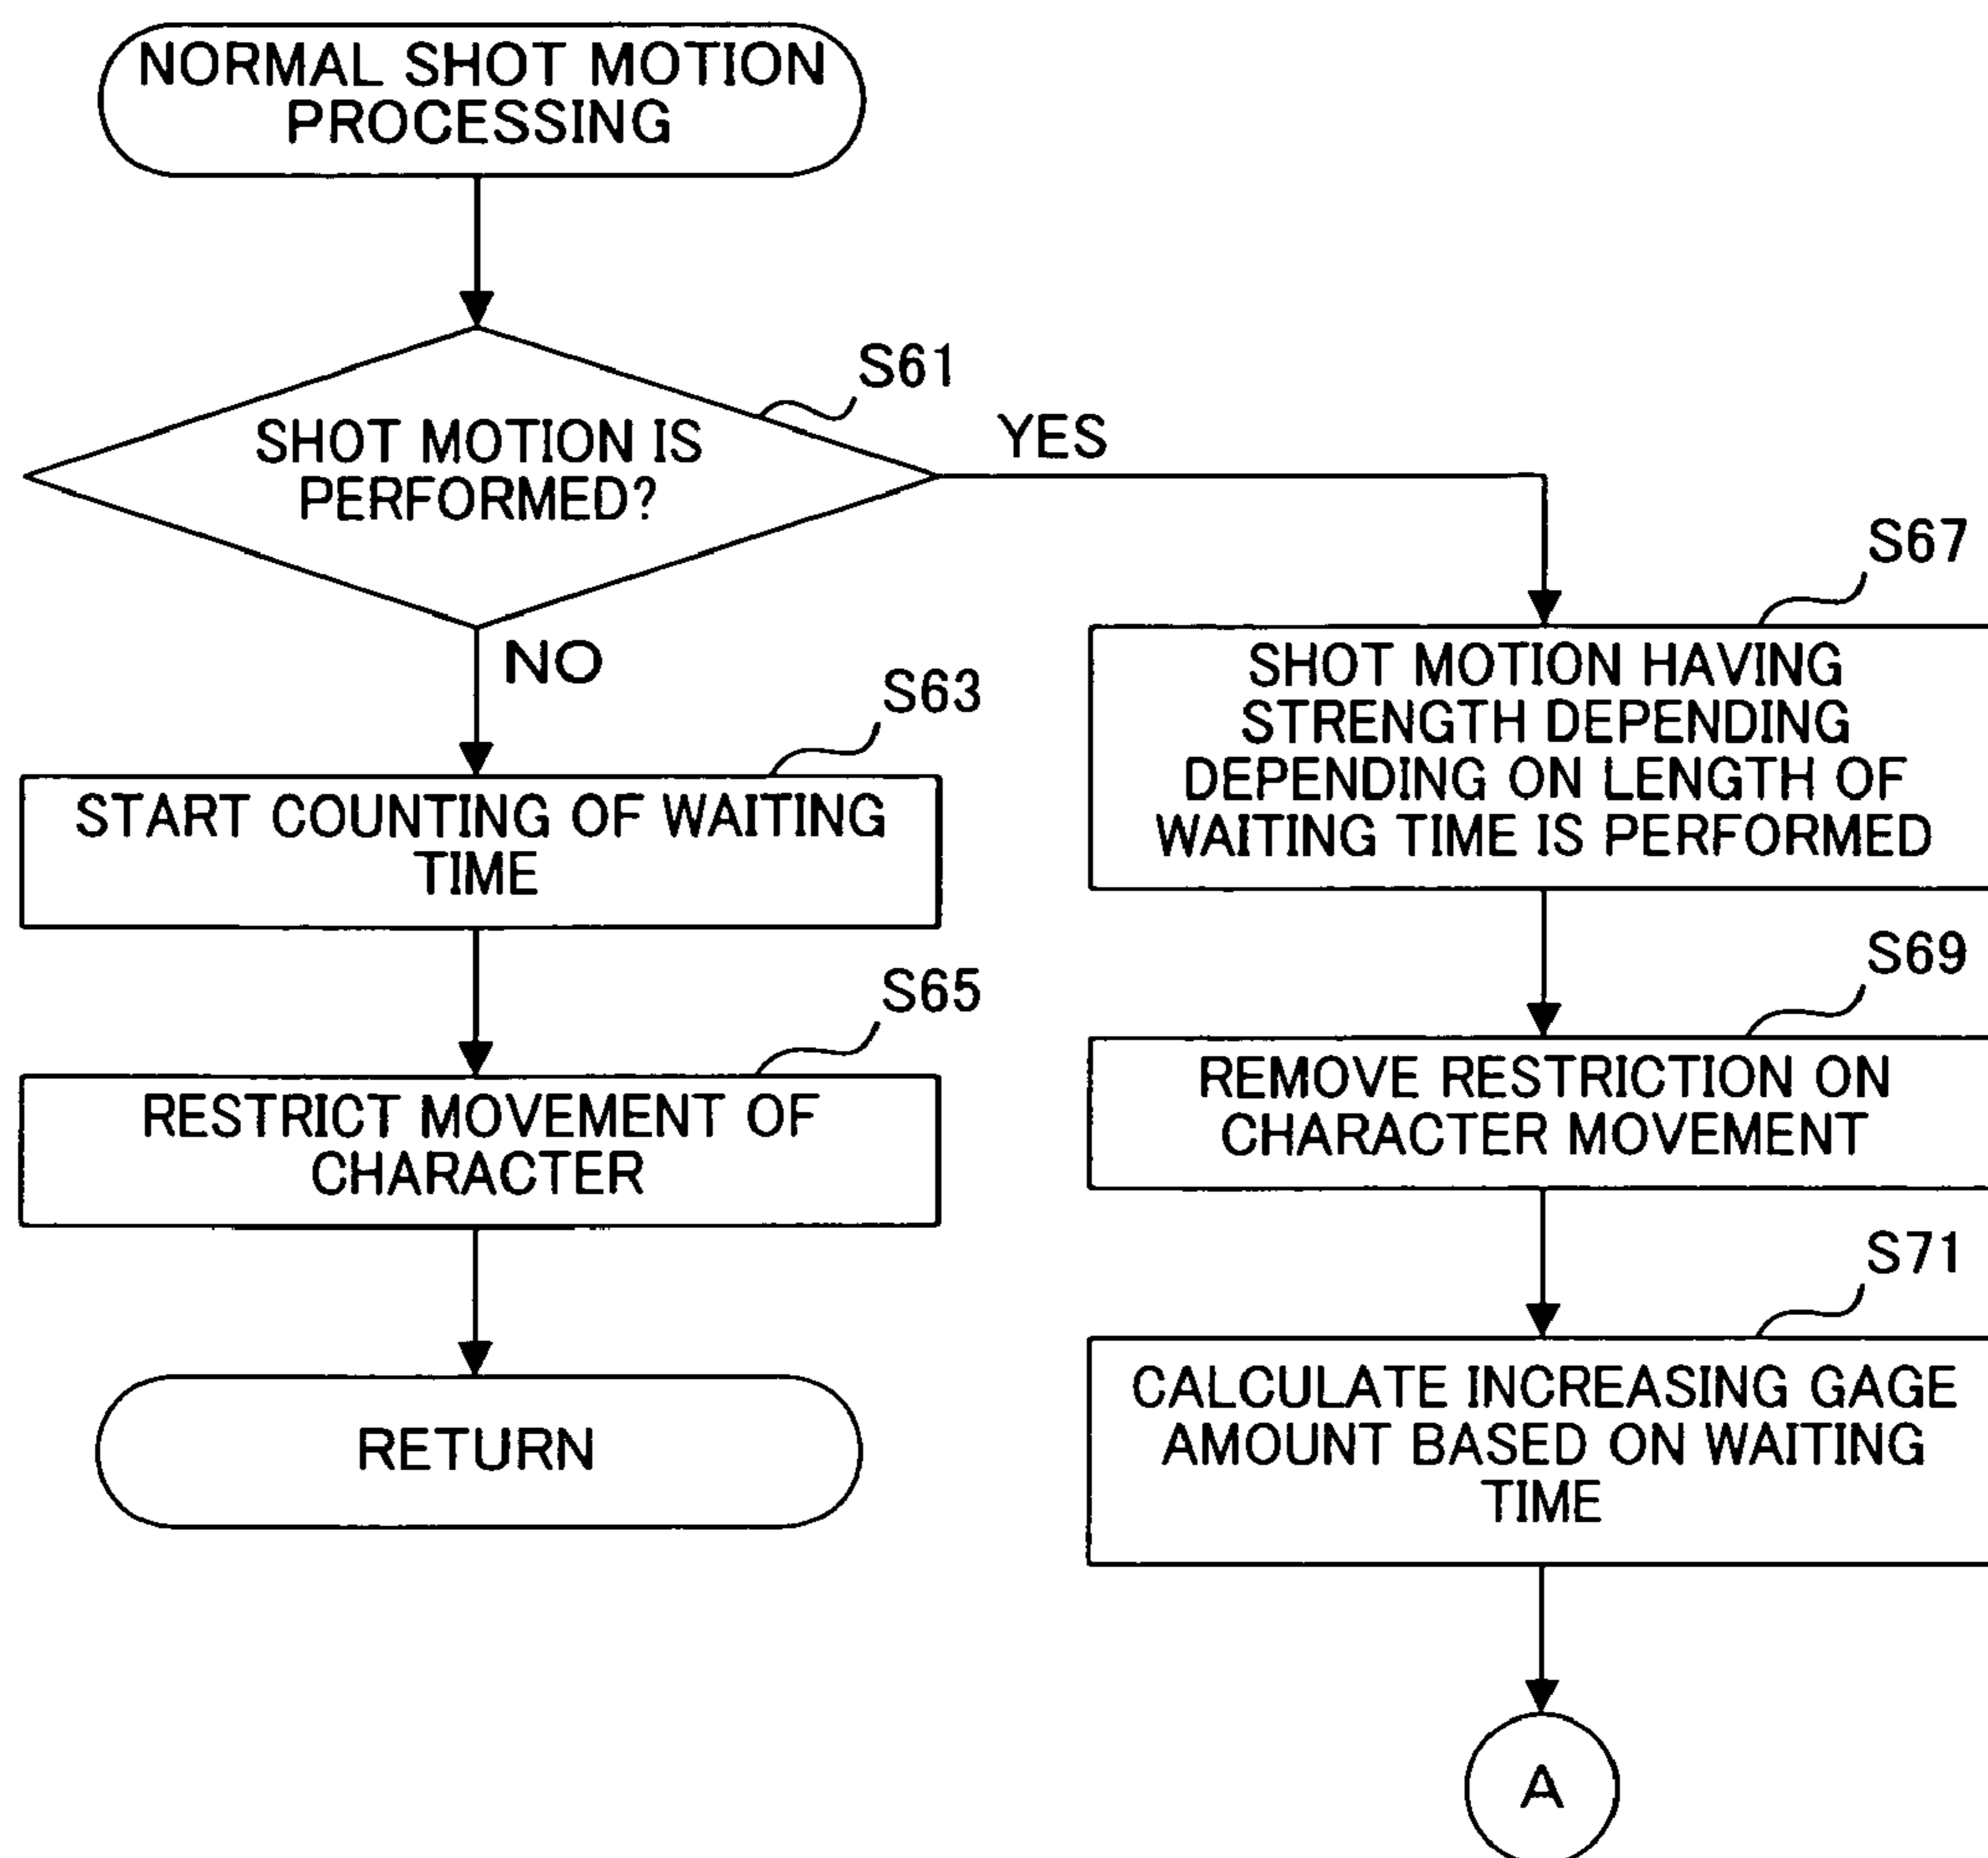 NORMAL SHOT MOTION
PROCESSING
S61
SHOT MOTION IS
PERFORMED?
YES
NO
S63
START COUNTING OF WAITING
TIME
S65
RESTRICT MOVEMENT OF
CHARACTER
RETURN
S67
SHOT MOTION HAVING
STRENGTH DEPENDING
DEPENDING ON LENGTH OF
WAITING TIME IS PERFORMED
S69
REMOVE RESTRICTION ON
CHARACTER MOVEMENT
S71
CALCULATE INCREASING GAGE
AMOUNT BASED ON WAITING
TIME
A